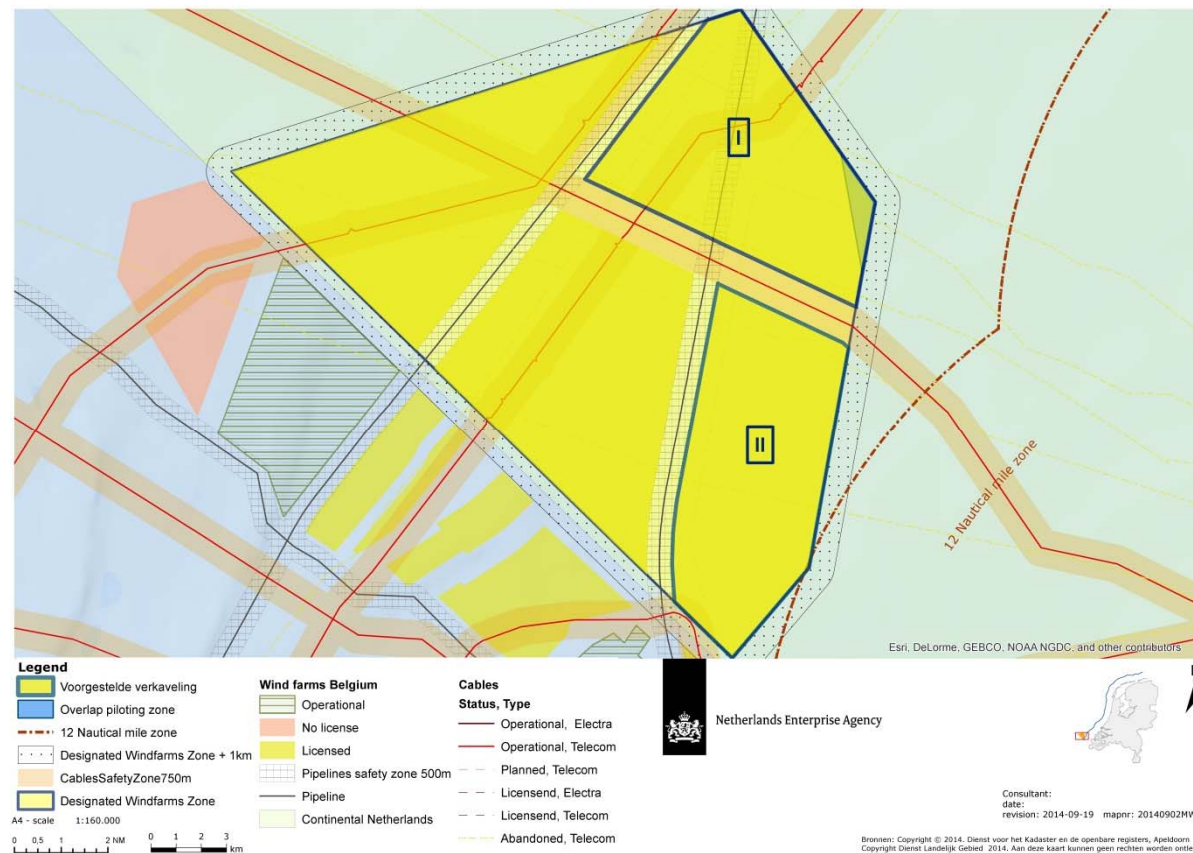 I
II
12 Nautical mile zone
Esri, DeLorme, GEBCO, NOAA NGDC, and other contributors
Legend
Voorgestelde verkaveling
Overlap piloting zone
12 Nautical mile zone
Designated Windfarms Zone + 1km
CablesSafetyZone750m
Designated Windfarms Zone
A4 - scale 1:160.000
0 0,5 1 2 NM
0 1 2 3
km
Wind farms Belgium
Operational
No license
Licensed
Pipelines safety zone 500m
Pipeline
Continental Netherlands
Cables
Status, Type
Operational, Electra
Operational, Telecom
Planned, Telecom
Licensend, Electra
Licensend, Telecom
Abandoned, Telecom
Netherlands Enterprise Agency
Consultant:
date:
revision: 2014-09-19 mapnr: 20140902MW
Bronnen: Copyright © 2014. Dienst voor het Kadaster en de openbare registers, Apeldoorn
Copyright Dienst Landelijk Gebied 2014. Aan deze kaart kunnen geen rechten worden ontle